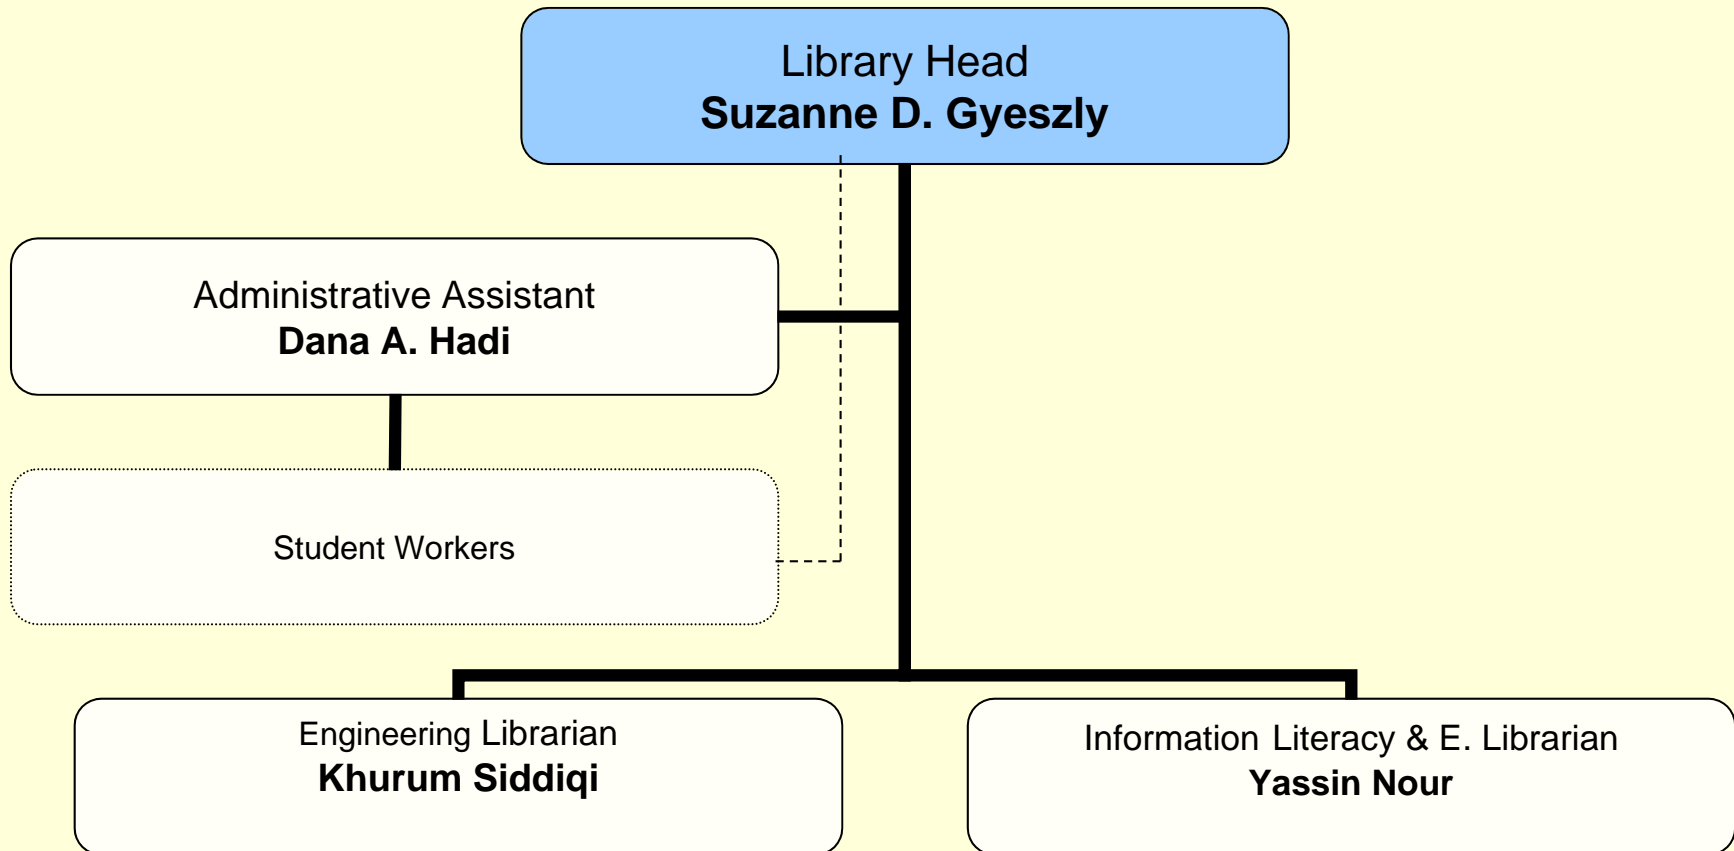 Library Head
Suzanne D. Gyeszly
Administrative Assistant
Dana A. Hadi
Student Workers
Engineering Librarian
Khurum Siddiqi
Information Literacy & E. Librarian
Yassin Nour